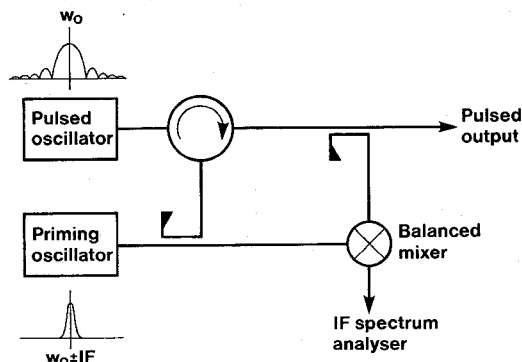 wo
Pulsed
oscillator
Pulsed
output
Priming
oscillator
Balanced
mixer
IF spectrum
analyser
wo±IF